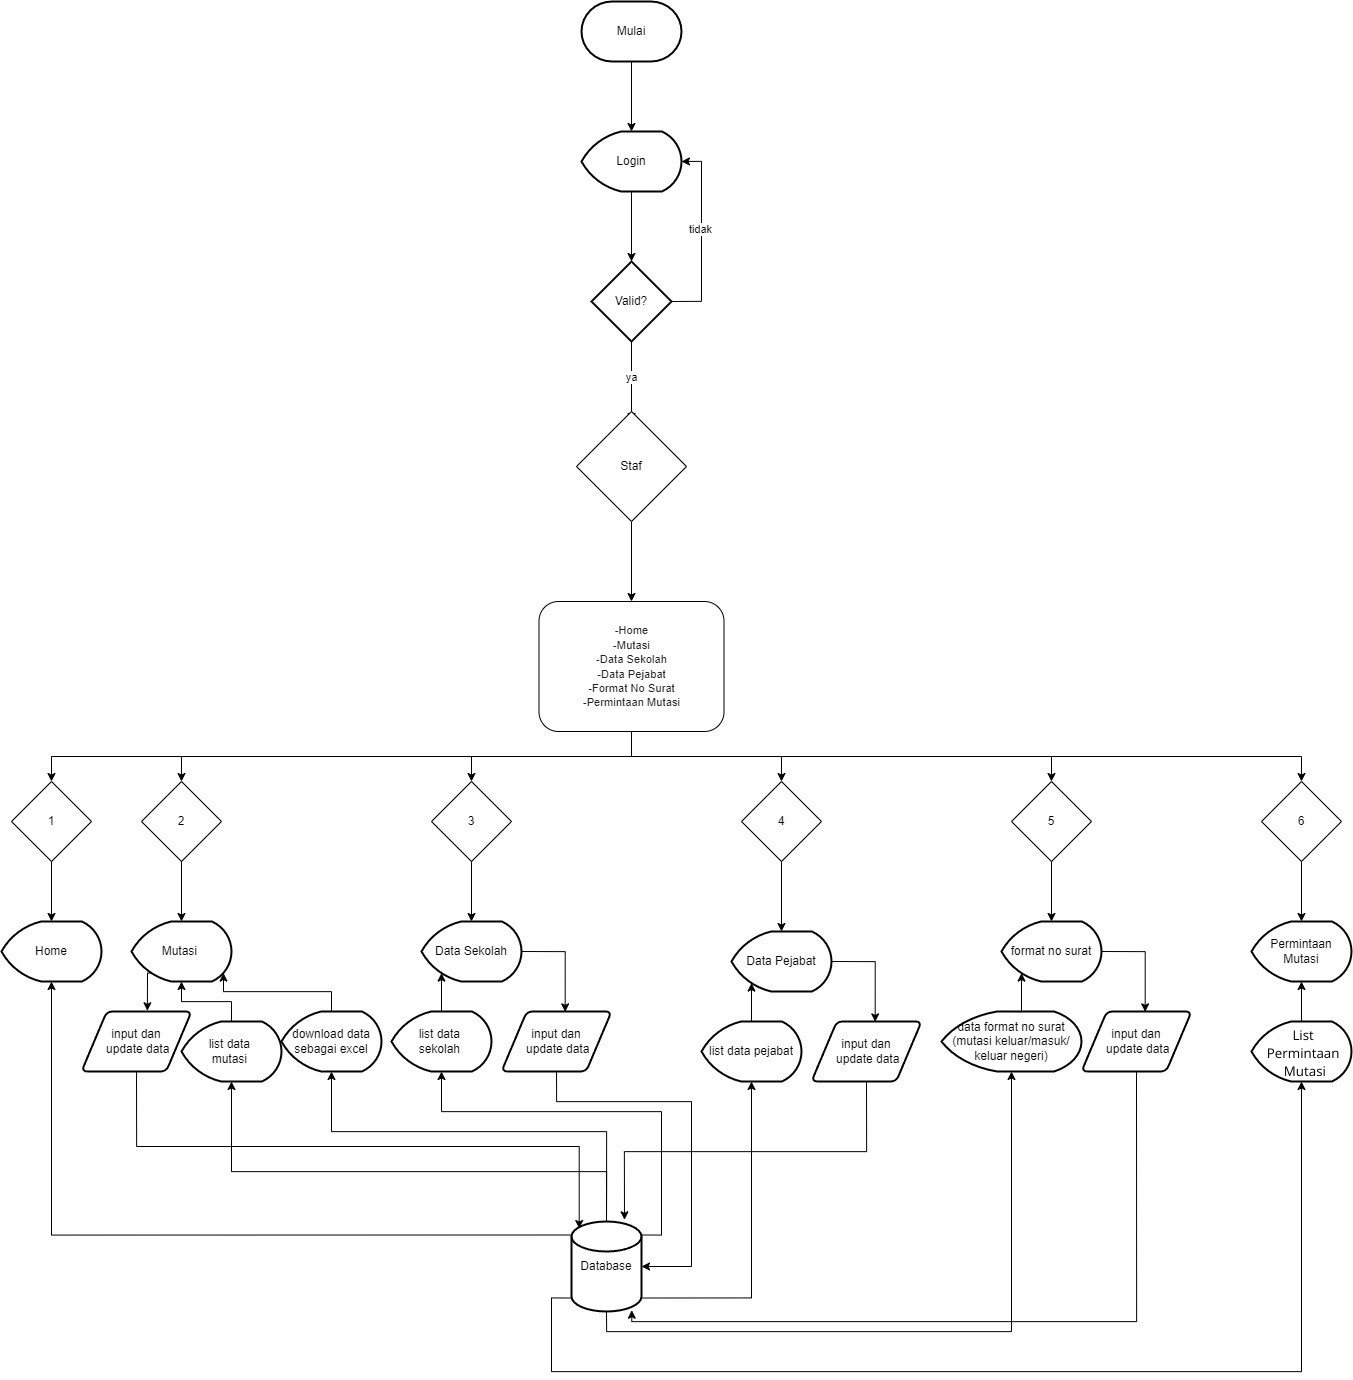 Mulai
Login
tidak
Valid?
ya
Staf
-Home
-Mutasi
-Data Sekolah
-Data Pejabat
-Format No Surat
-Permintaan Mutasi
1
2
3
4
5
6
Home
Mutasi
Data Sekolah
Data Pejabat
format no surat
Permintaan
Mutasi
input dan
update data
list data
mutasi
download data
sebagai excel
list data
sekolah
input dan
update data
list data pejabat
input dan
update data
data format no surat
(mutasi keluar/masuk/
keluar negeri)
input dan
update data
List
Permintaan
Mutasi
Database